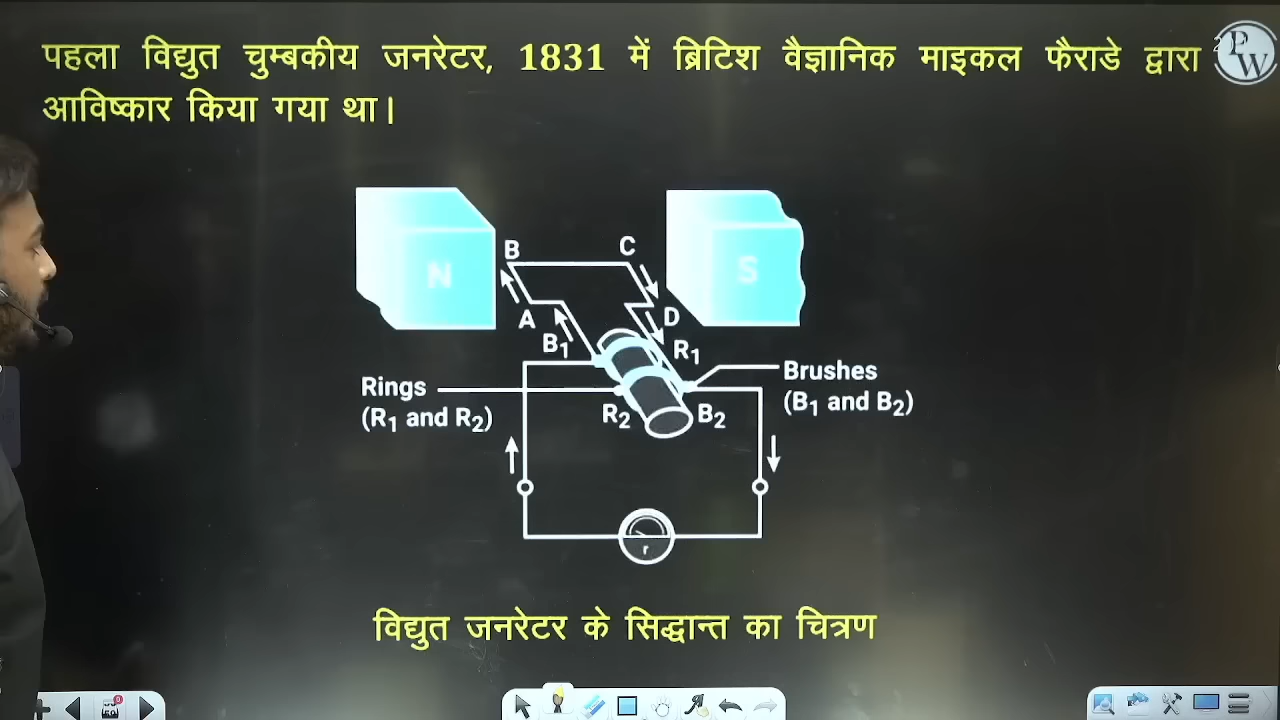 पहला विद्युत चुम्बकीय जनरेटर, 1831 में ब्रिटिश वैज्ञानिक माइकल फैराडे द्वारा
आविष्कार किया गया था।
PW
N
S
B
C
A
D
B1
R1
Rings
(R1 and R2)
Brushes
(B1 and B2)
R2
B2
r
विद्युत जनरेटर के सिद्धान्त का चित्रण